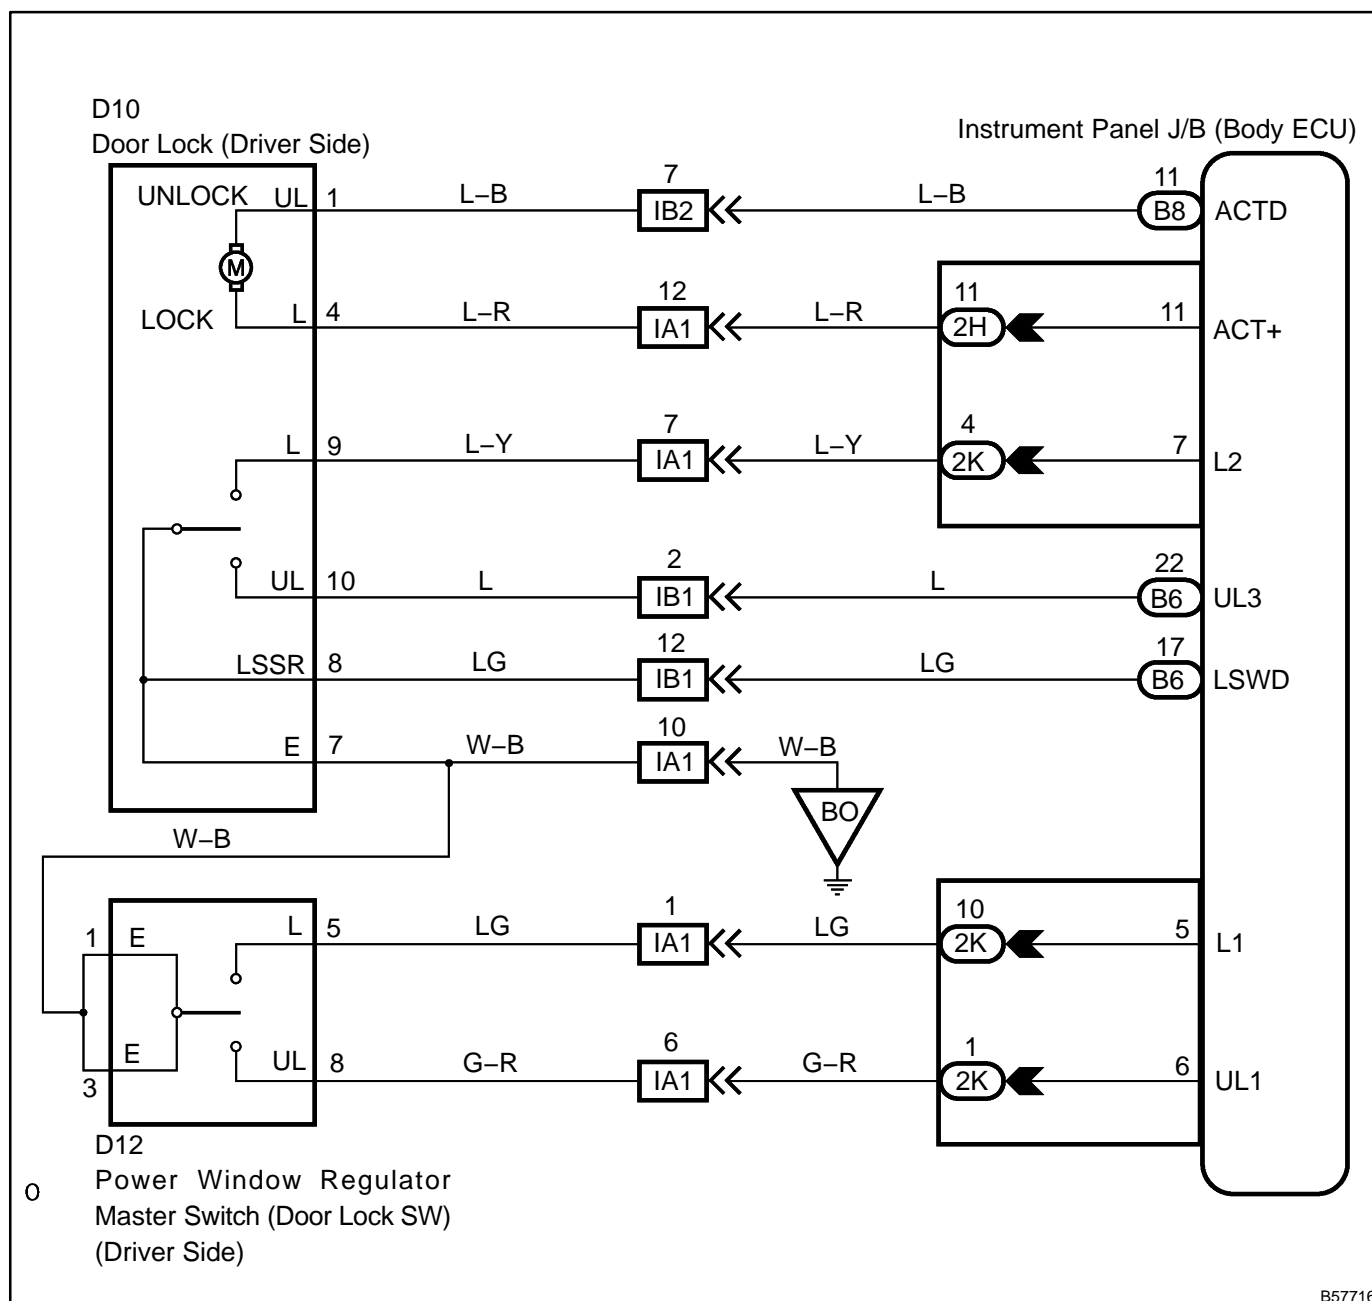 D10
Door Lock (Driver Side)
Instrument Panel J/B (Body ECU)
UNLOCK UL 1 L–B 7 IB2 L–B 11 B8 ACTD
M
LOCK L 4 L–R 12 IA1 L–R 11 2H 11 ACT+
L 9 L–Y 7 IA1 L–Y 4 2K 7 L2
UL 10 L 2 IB1 L 22 B6 UL3
LSSR 8 LG 12 IB1 LG 17 B6 LSWD
E 7 W–B 10 IA1 W–B
BO
W–B
1 E L 5 LG 1 IA1 LG 10 2K 5 L1
3 E UL 8 G–R 6 IA1 G–R 1 2K 6 UL1
D12
Power Window Regulator
Master Switch (Door Lock SW)
(Driver Side)
0
B57716